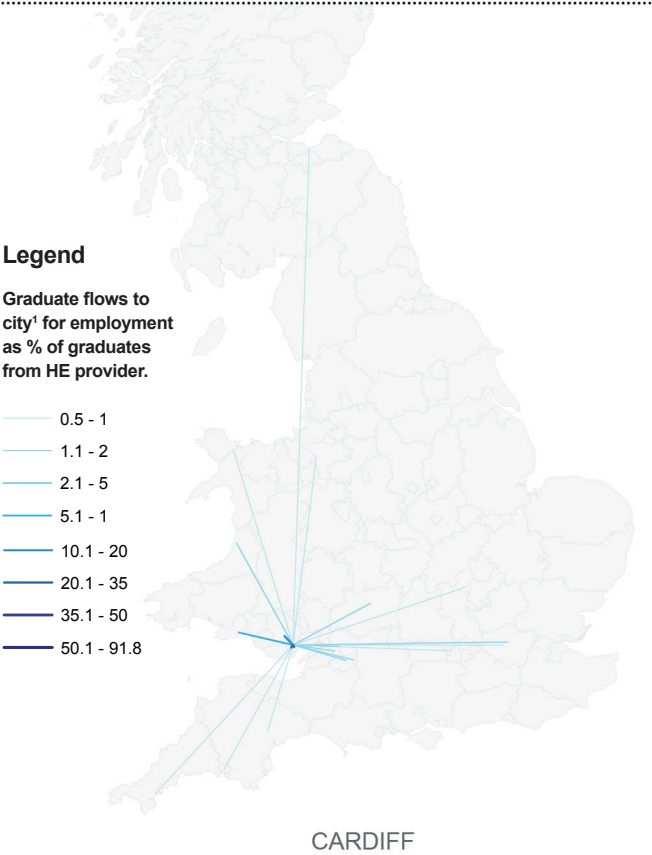 Legend
Graduate flows to
city¹ for employment
as % of graduates
from HE provider.
0.5 - 1
1.1 - 2
2.1 - 5
5.1 - 1
10.1 - 20
20.1 - 35
35.1 - 50
50.1 - 91.8
CARDIFF